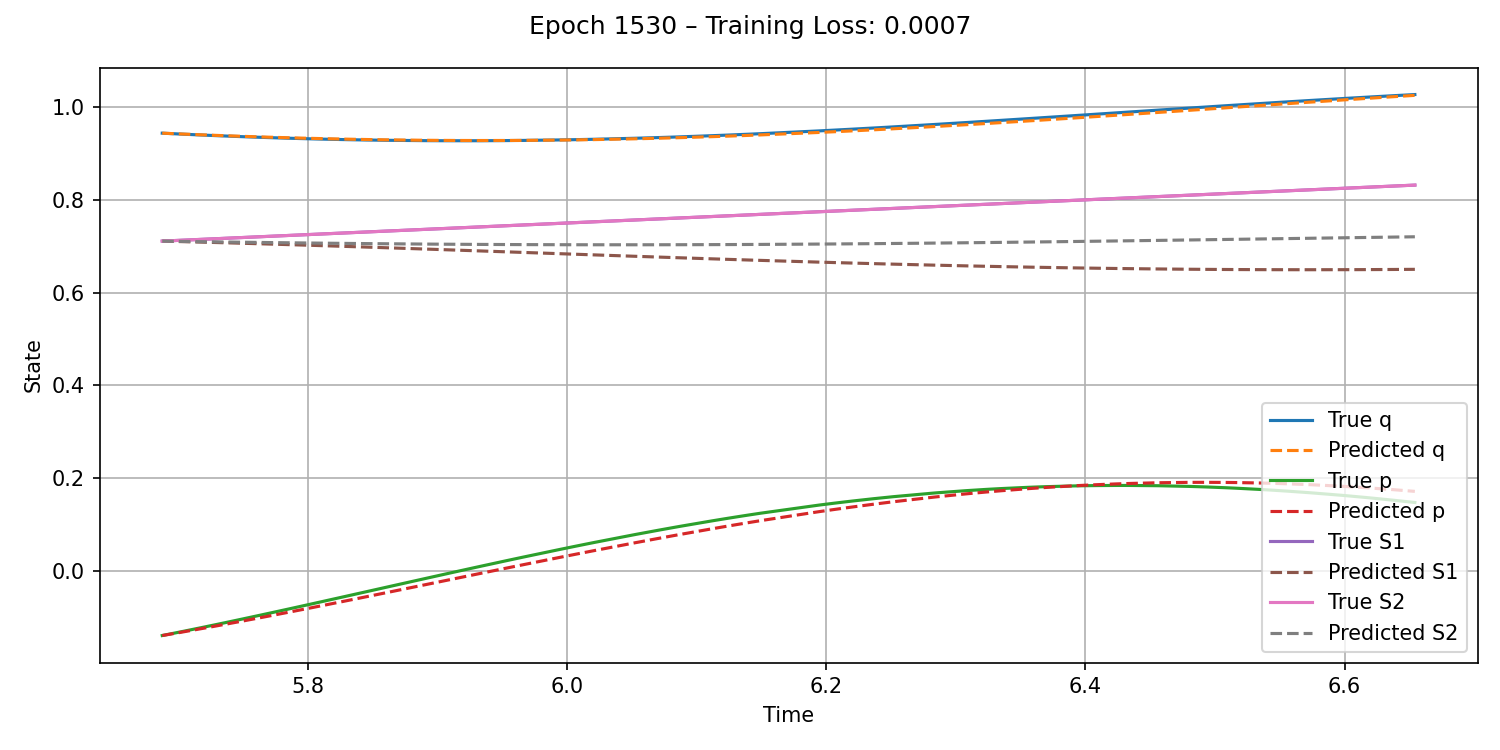 Epoch 1530 – Training Loss: 0.0007
1.0
0.8
0.6
0.4
0.2
0.0
State
5.8 6.0 6.2 6.4 6.6
Time
True q
Predicted q
True p
Predicted p
True S1
Predicted S1
True S2
Predicted S2